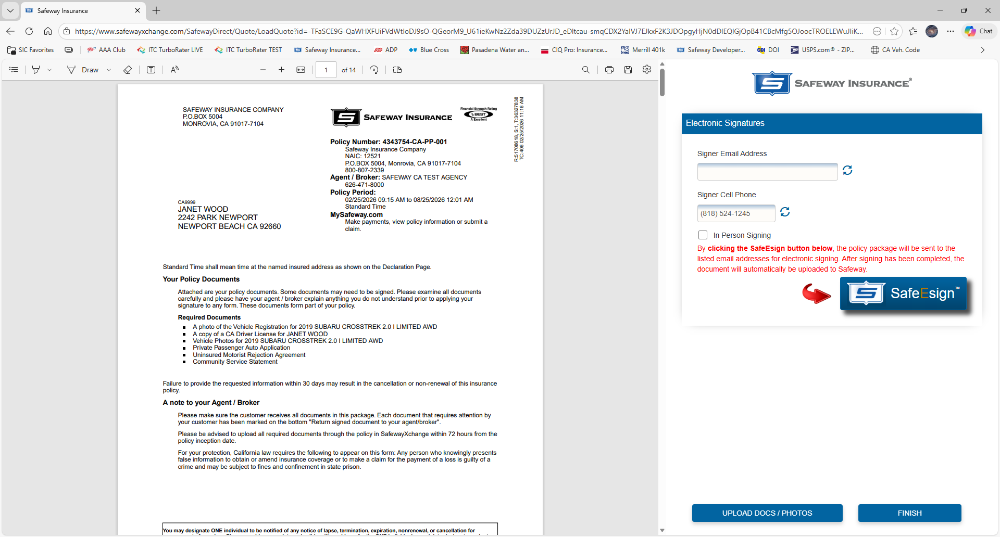 Safeway Insurance
https://www.safewayxchange.com/SafewayDirect/Quote/LoadQuote?id=-TFaSCE9G-QaWHXFUiFVdWtIoDJ9sO-QGeorM9_U61ieKwNz2Zda39DUZzUrJD_eDltcau-smqCDX2YaIVJ7EJkxF2K3JDOpgyHjN0dDIEQIGjOpB41CBcMfg5OJoocTROELEWuJIiK...
Chat
SIC Favorites
AAA Club
ITC TurboRater LIVE
ITC TurboRater TEST
Safeway Insurance...
ADP
Blue Cross
Pasadena Water an...
CIQ Pro: Insurance...
Merrill 401k
Safeway Developer...
CDI DOI
USPS.com® - ZIP...
CA Veh. Code
Draw
1 of 14
SAFEWAY INSURANCE COMPANY
P.O.BOX 5004
MONROVIA, CA 91017-7104
SAFEWAY INSURANCE
Financial Strength Rating
BEST
A Excellent
R:51708618, S:1, T:36327838
TC:406 02/25/2026 11:16 AM
Policy Number: 4343754-CA-PP-001
Safeway Insurance Company
NAIC: 12521
P.O.BOX 5004, Monrovia, CA 91017-7104
800-807-2339
Agent / Broker: SAFEWAY CA TEST AGENCY
626-471-8000
Policy Period:
02/25/2026 09:15 AM to 08/25/2026 12:01 AM
Standard Time
MySafeway.com
Make payments, view policy information or submit a
claim.
CA9999
JANET WOOD
2242 PARK NEWPORT
NEWPORT BEACH CA 92660
Standard Time shall mean time at the named insured address as shown on the Declaration Page.
Your Policy Documents
Attached are your policy documents. Some documents may need to be signed. Please examine all documents
carefully and please have your agent / broker explain anything you do not understand prior to applying your
signature to any form. These documents form part of your policy.
Required Documents
A photo of the Vehicle Registration for 2019 SUBARU CROSSTREK 2.0 I LIMITED AWD
A copy of a CA Driver License for JANET WOOD
Vehicle Photos for 2019 SUBARU CROSSTREK 2.0 I LIMITED AWD
Private Passenger Auto Application
Uninsured Motorist Rejection Agreement
Community Service Statement
Failure to provide the requested information within 30 days may result in the cancellation or non-renewal of this insurance
policy.
A note to your Agent / Broker
Please make sure the customer receives all documents in this package. Each document that requires attention by
your customer has been marked on the bottom "Return signed document to your agent/broker".
Please be advised to upload all required documents through the policy in SafewayXchange within 72 hours from the
policy inception date.
For your protection, California law requires the following to appear on this form: Any person who knowingly presents
false information to obtain or amend insurance coverage or to make a claim for the payment of a loss is guilty of a
crime and may be subject to fines and confinement in state prison.
You may designate ONE individual to be notified of any notice of lapse, termination, expiration, nonrenewal, or cancellation for
SAFEWAY INSURANCE®
Electronic Signatures
Signer Email Address
Signer Cell Phone
(818) 524-1245
In Person Signing
By clicking the SafeEsign button below, the policy package will be sent to the
listed email addresses for electronic signing. After signing has been completed, the
document will automatically be uploaded to Safeway.
SafeEsign™
UPLOAD DOCS / PHOTOS
FINISH